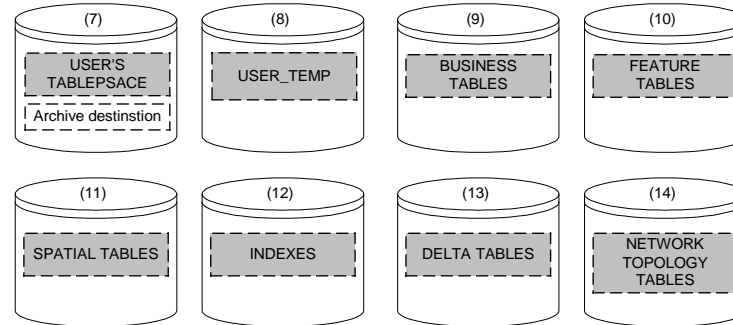 (7)
USER'S
TABLEPSACE
Archive destinstion
(8)
USER_TEMP
(9)
BUSINESS
TABLES
(10)
FEATURE
TABLES
(11)
SPATIAL TABLES
(12)
INDEXES
(13)
DELTA TABLES
(14)
NETWORK
TOPOLOGY
TABLES